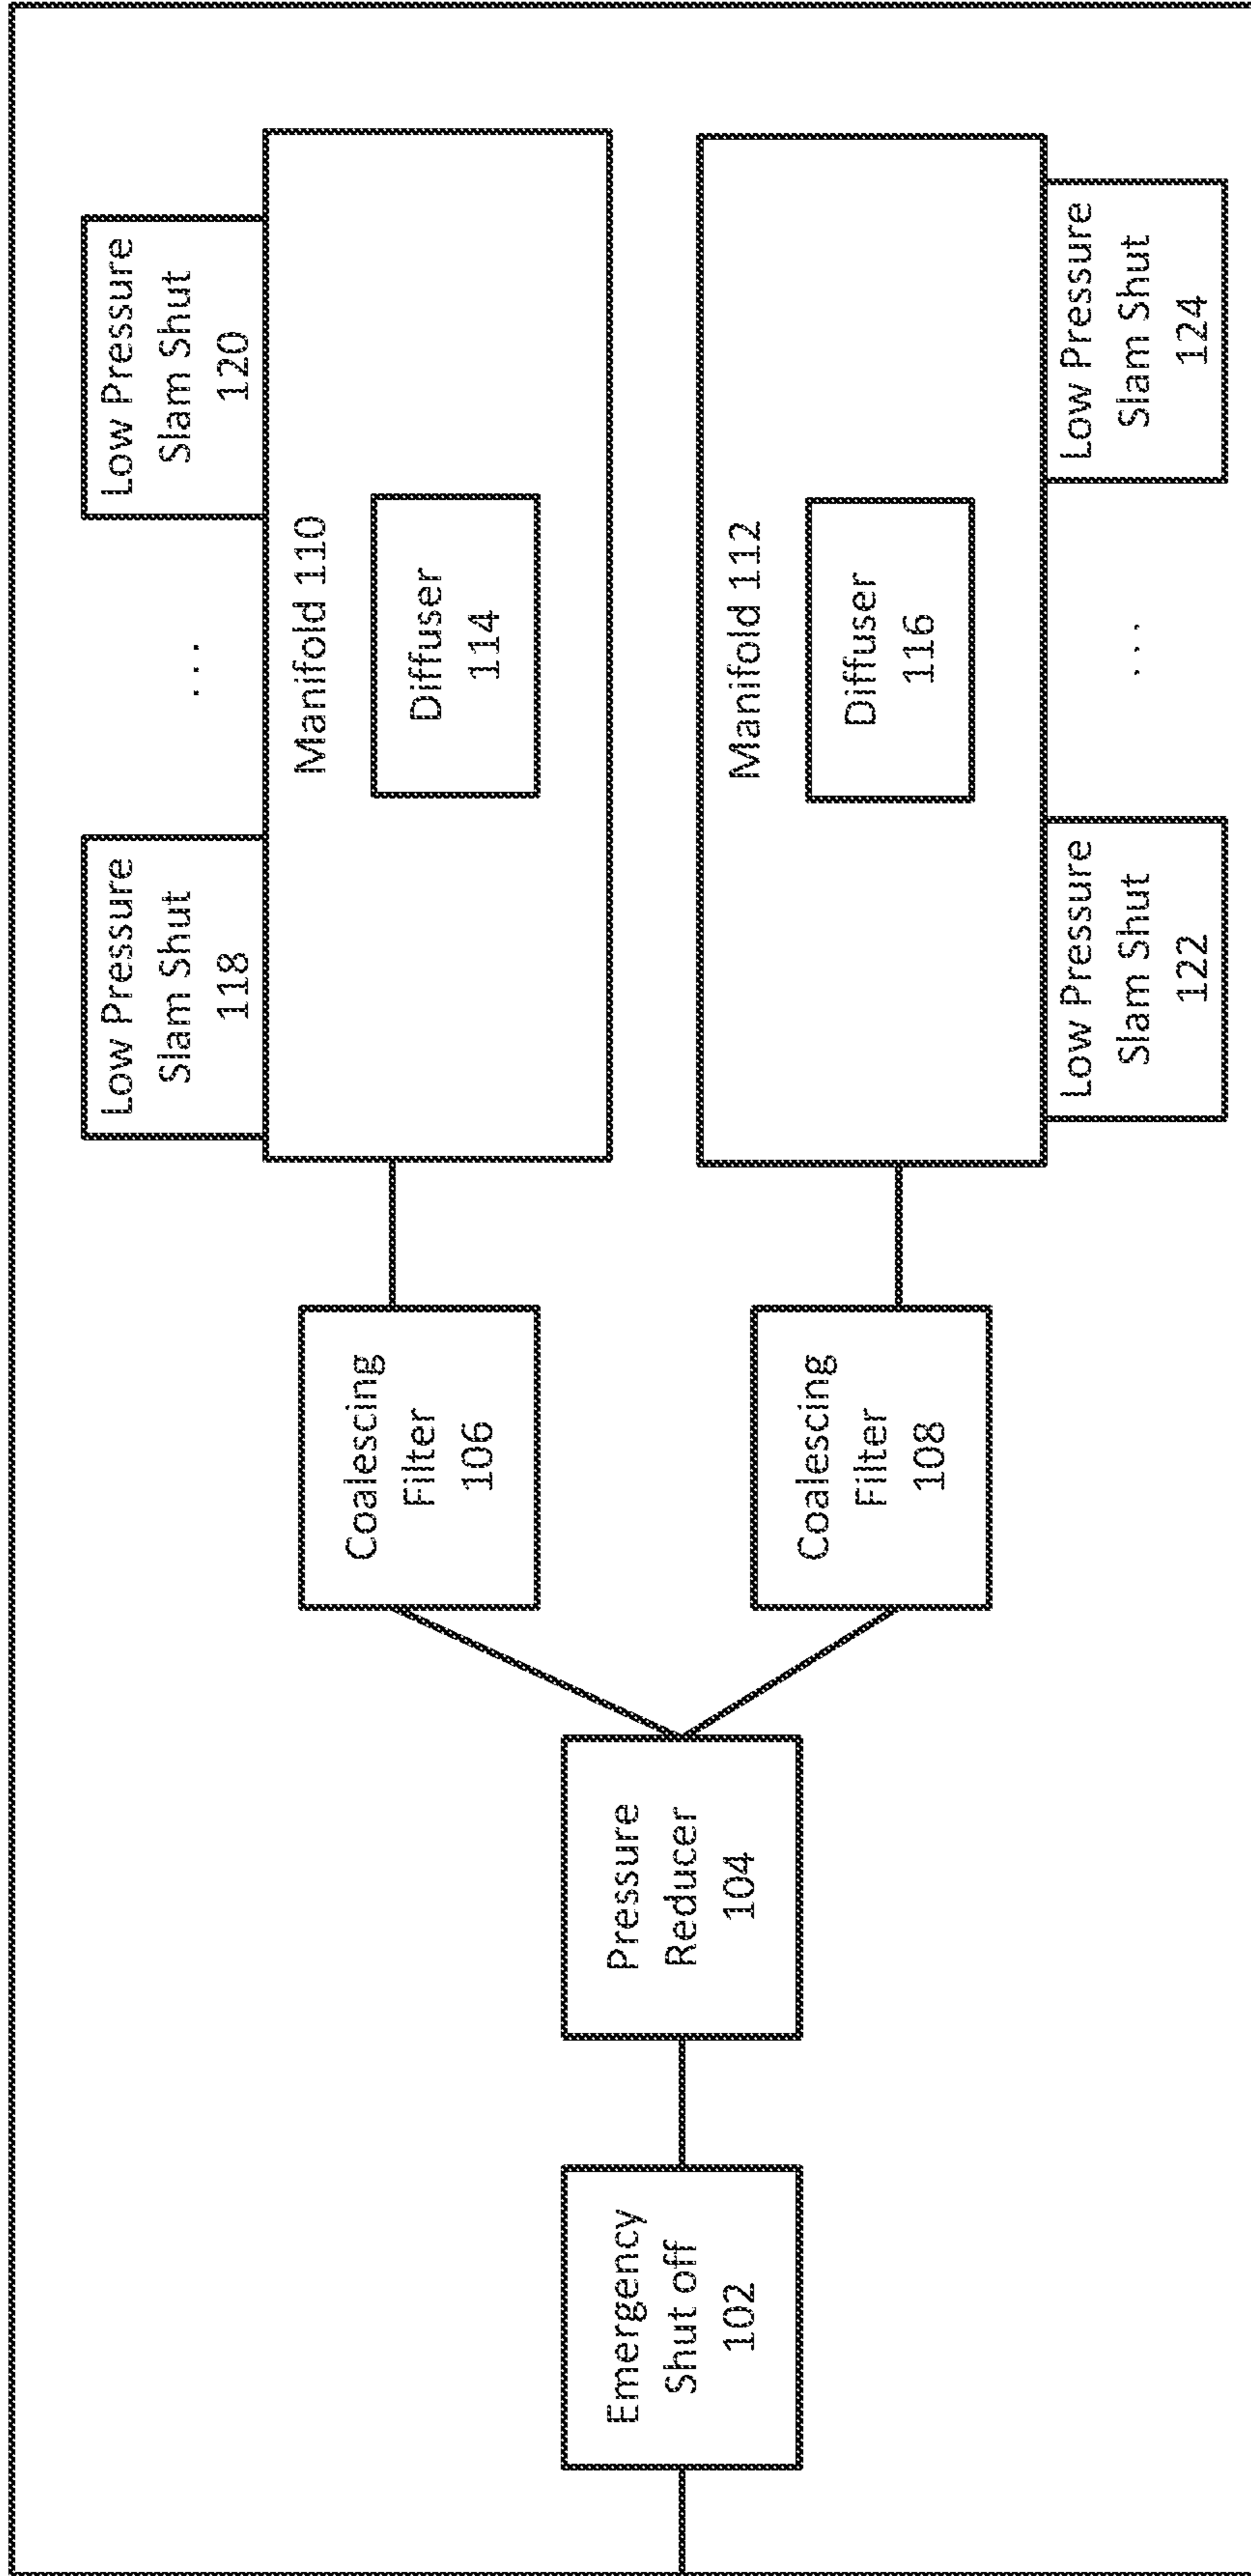 Low Pressure
Slam Shut
118
. . .
Low Pressure
Slam Shut
120
Manifold 110
Diffuser
114
Coalescing
Filter
106
Emergency
Shut off
102
Pressure
Reducer
104
Coalescing
Filter
108
Manifold 112
Diffuser
116
Low Pressure
Slam Shut
122
. . .
Low Pressure
Slam Shut
124